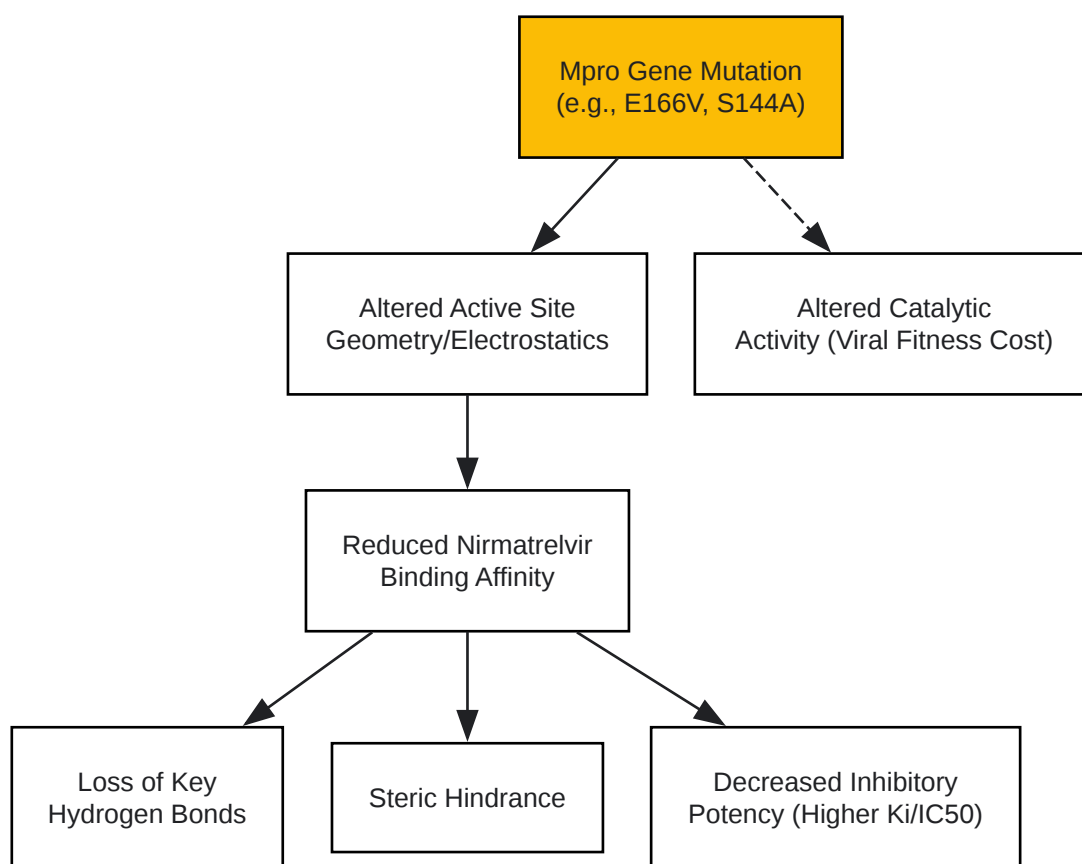 Mpro Gene Mutation
(e.g., E166V, S144A)
Altered Active Site
Geometry/Electrostatics
Altered Catalytic
Activity (Viral Fitness Cost)
Reduced Nirmatrelvir
Binding Affinity
Loss of Key
Hydrogen Bonds
Steric Hindrance
Decreased Inhibitory
Potency (Higher Ki/IC50)